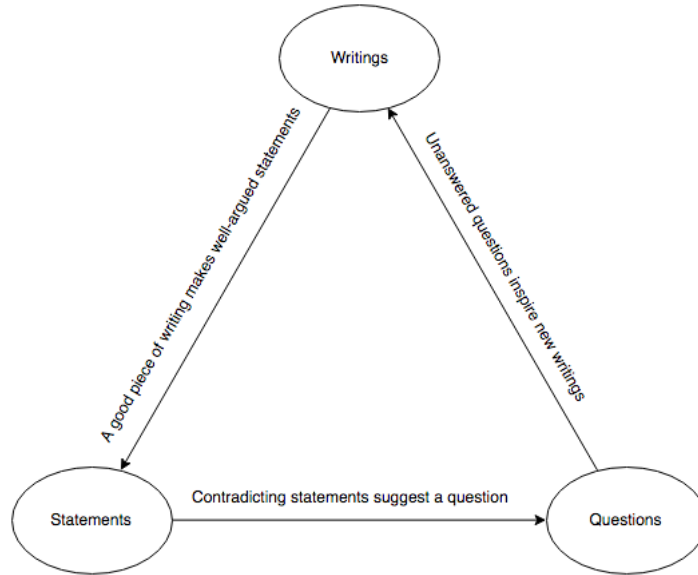 Writings
A good piece of writing makes well-argued statements
Unanswered questions inspire new writings
Contradicting statements suggest a question
Statements
Questions